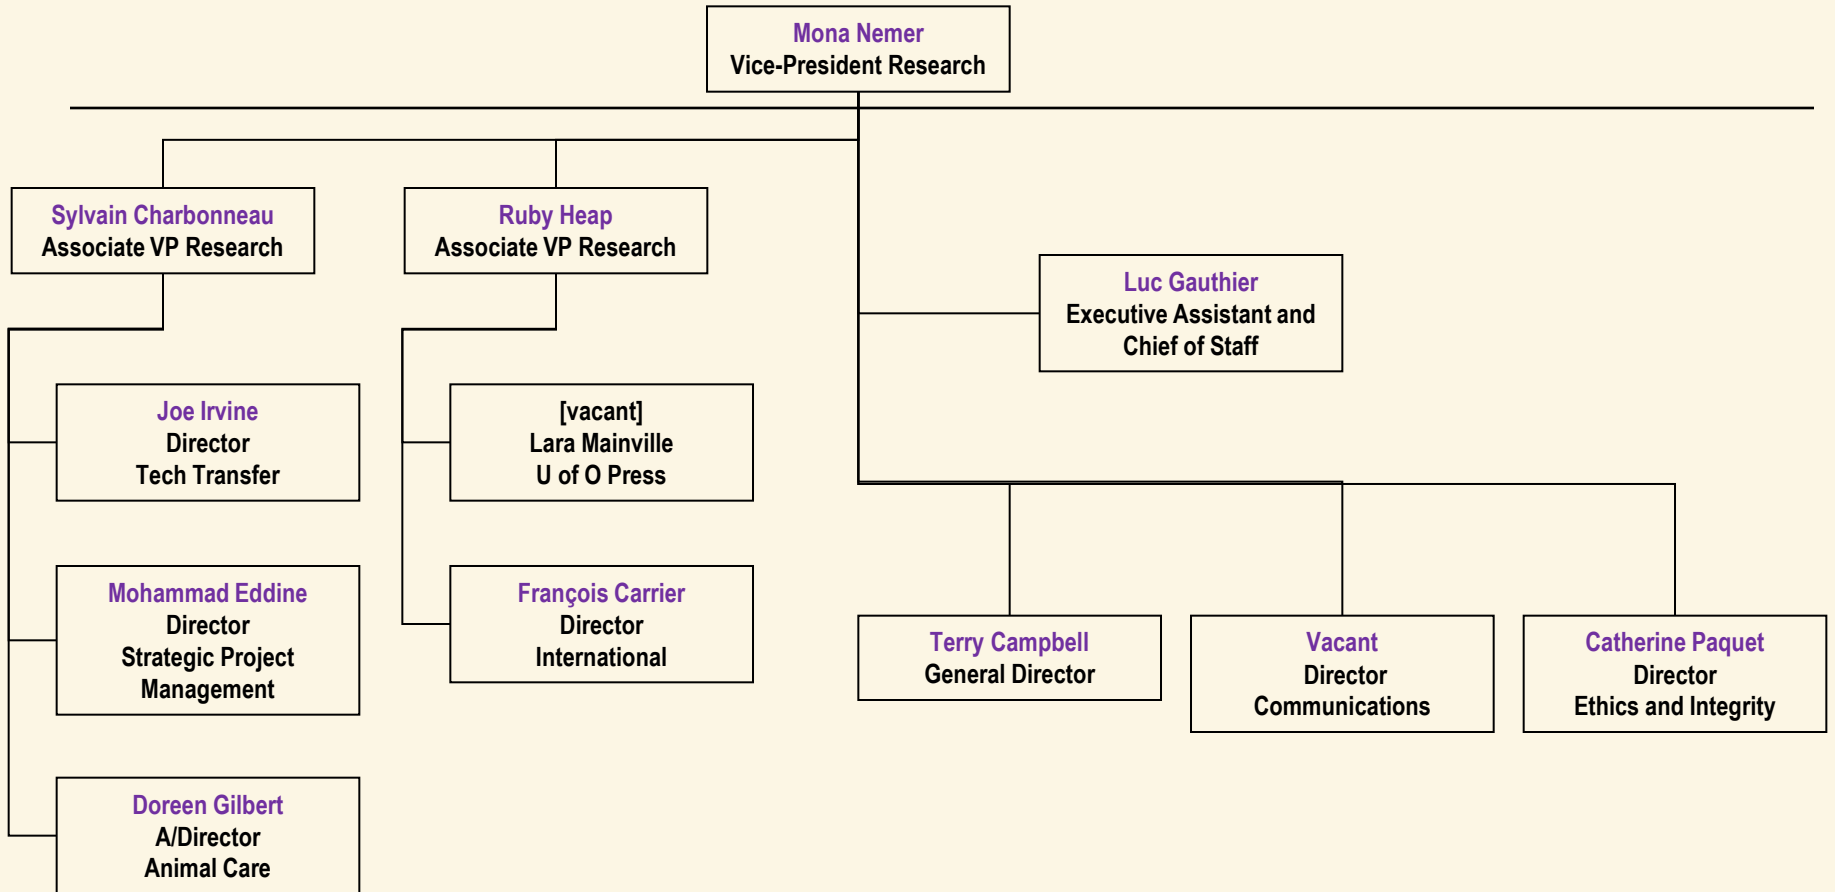 Mona Nemer
Vice-President Research
Sylvain Charbonneau
Associate VP Research
Ruby Heap
Associate VP Research
Luc Gauthier
Executive Assistant and
Chief of Staff
Joe Irvine
Director
Tech Transfer
[vacant]
Lara Mainville
U of O Press
Mohammad Eddine
Director
Strategic Project
Management
François Carrier
Director
International
Terry Campbell
General Director
Vacant
Director
Communications
Catherine Paquet
Director
Ethics and Integrity
Doreen Gilbert
A/Director
Animal Care